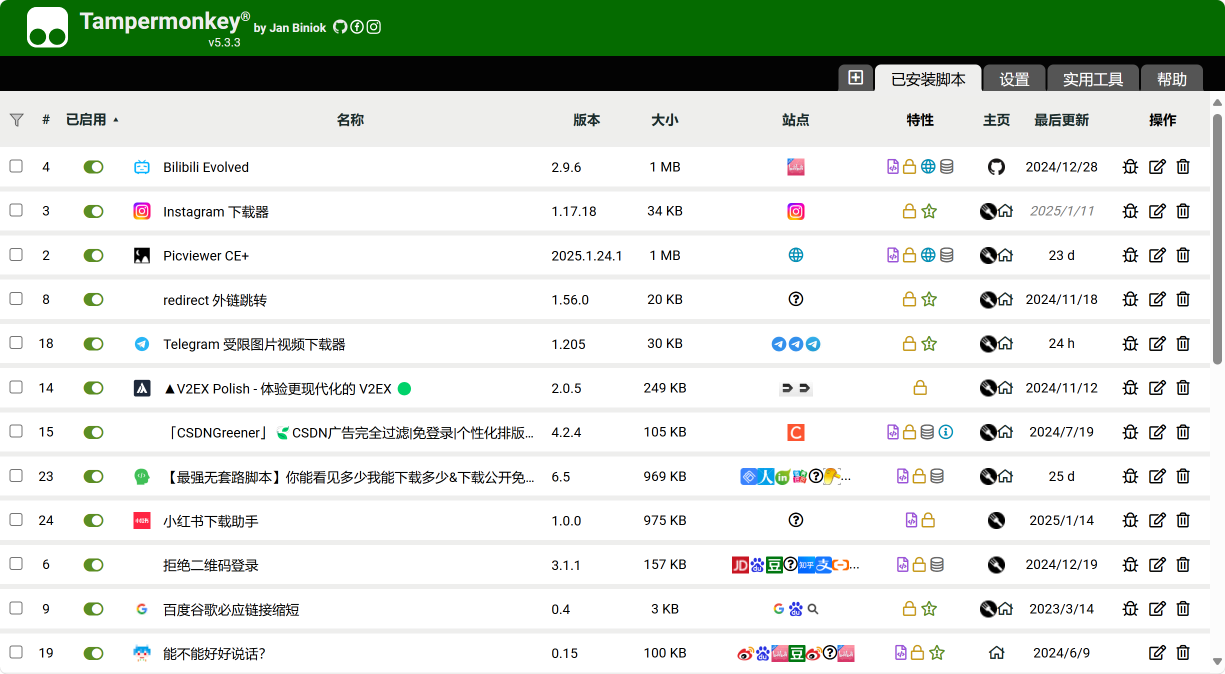 Tampermonkey® by Jan Biniok
v5.3.3
已安装脚本 设置 实用工具 帮助
# 已启用 名称 版本 大小 站点 特性 主页 最后更新 操作
4 Bilibili Evolved 2.9.6 1 MB 2024/12/28
3 Instagram 下载器 1.17.18 34 KB 2025/1/11
2 Picviewer CE+ 2025.1.24.1 1 MB 23 d
8 redirect 外链跳转 1.56.0 20 KB 2024/11/18
18 Telegram 受限图片视频下载器 1.205 30 KB 24 h
14 ▲V2EX Polish - 体验更现代化的 V2EX 2.0.5 249 KB 2024/11/12
15 「CSDNGreener」CSDN广告完全过滤|免登录|个性化排版... 4.2.4 105 KB C 2024/7/19
23 【最强无套路脚本】你能看见多少我能下载多少&下载公开免... 6.5 969 KB 人 in ... 25 d
24 小红书 小红书下载助手 1.0.0 975 KB 2025/1/14
6 拒绝二维码登录 3.1.1 157 KB JD du 豆 知乎 支 ... 2024/12/19
9 百度谷歌必应链接缩短 0.4 3 KB du 2023/3/14
19 能不能好好说话? 0.15 100 KB du 豆 2024/6/9